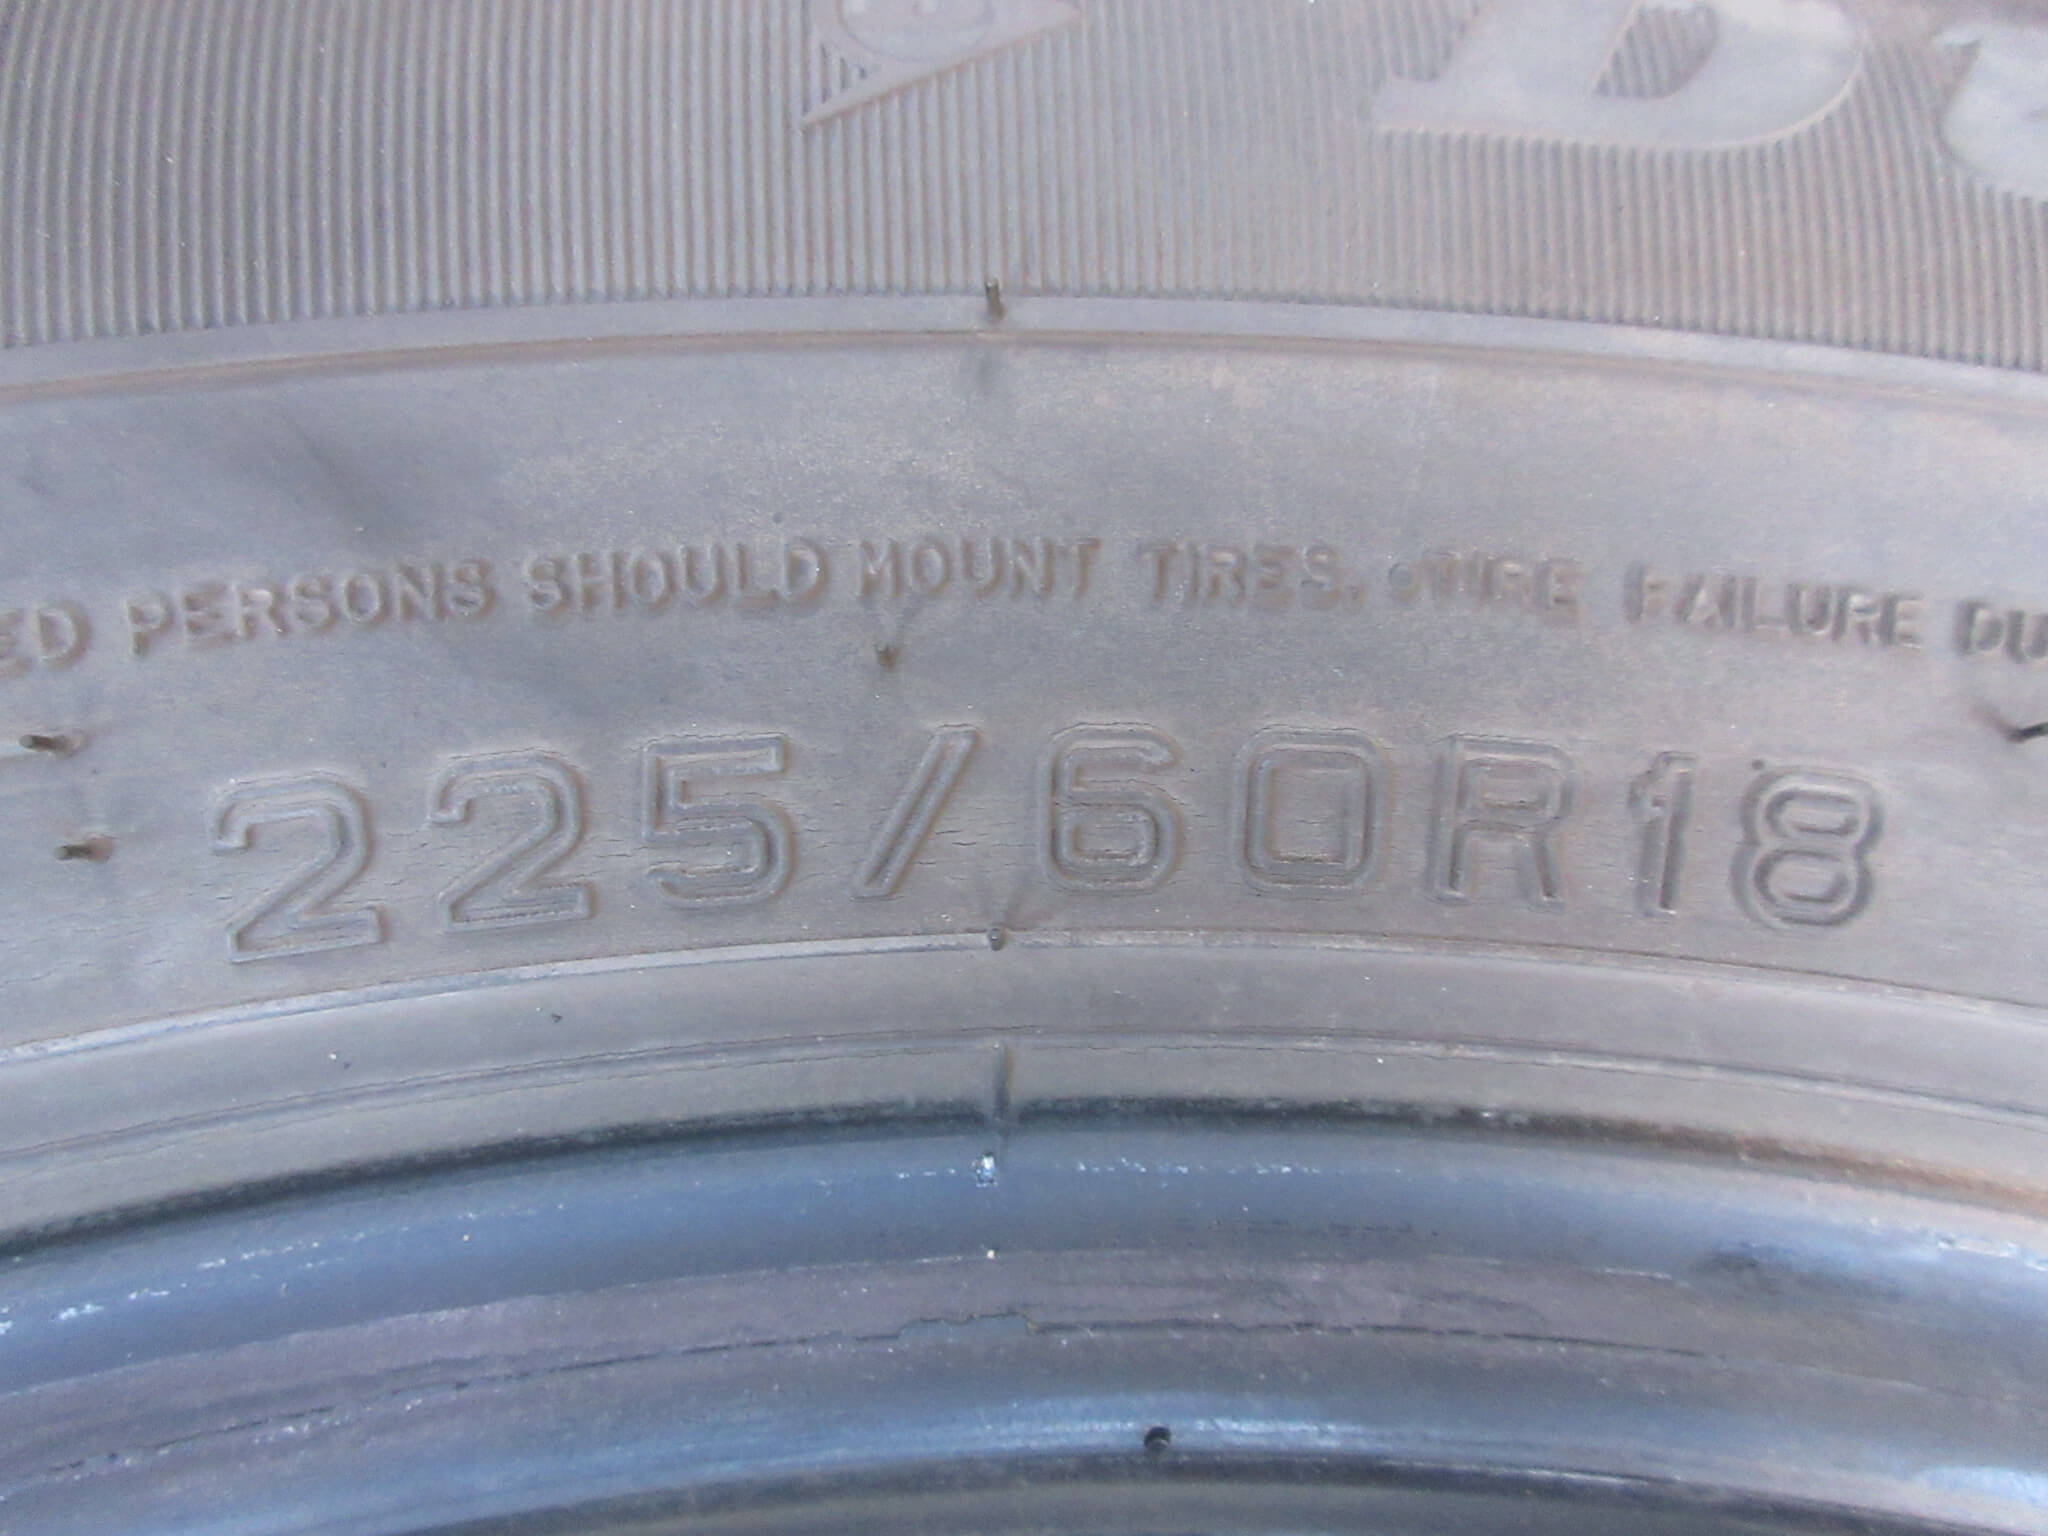 D
ED PERSONS SHOULD MOUNT TIRES. •TIRE FAILURE DU
225/60R18